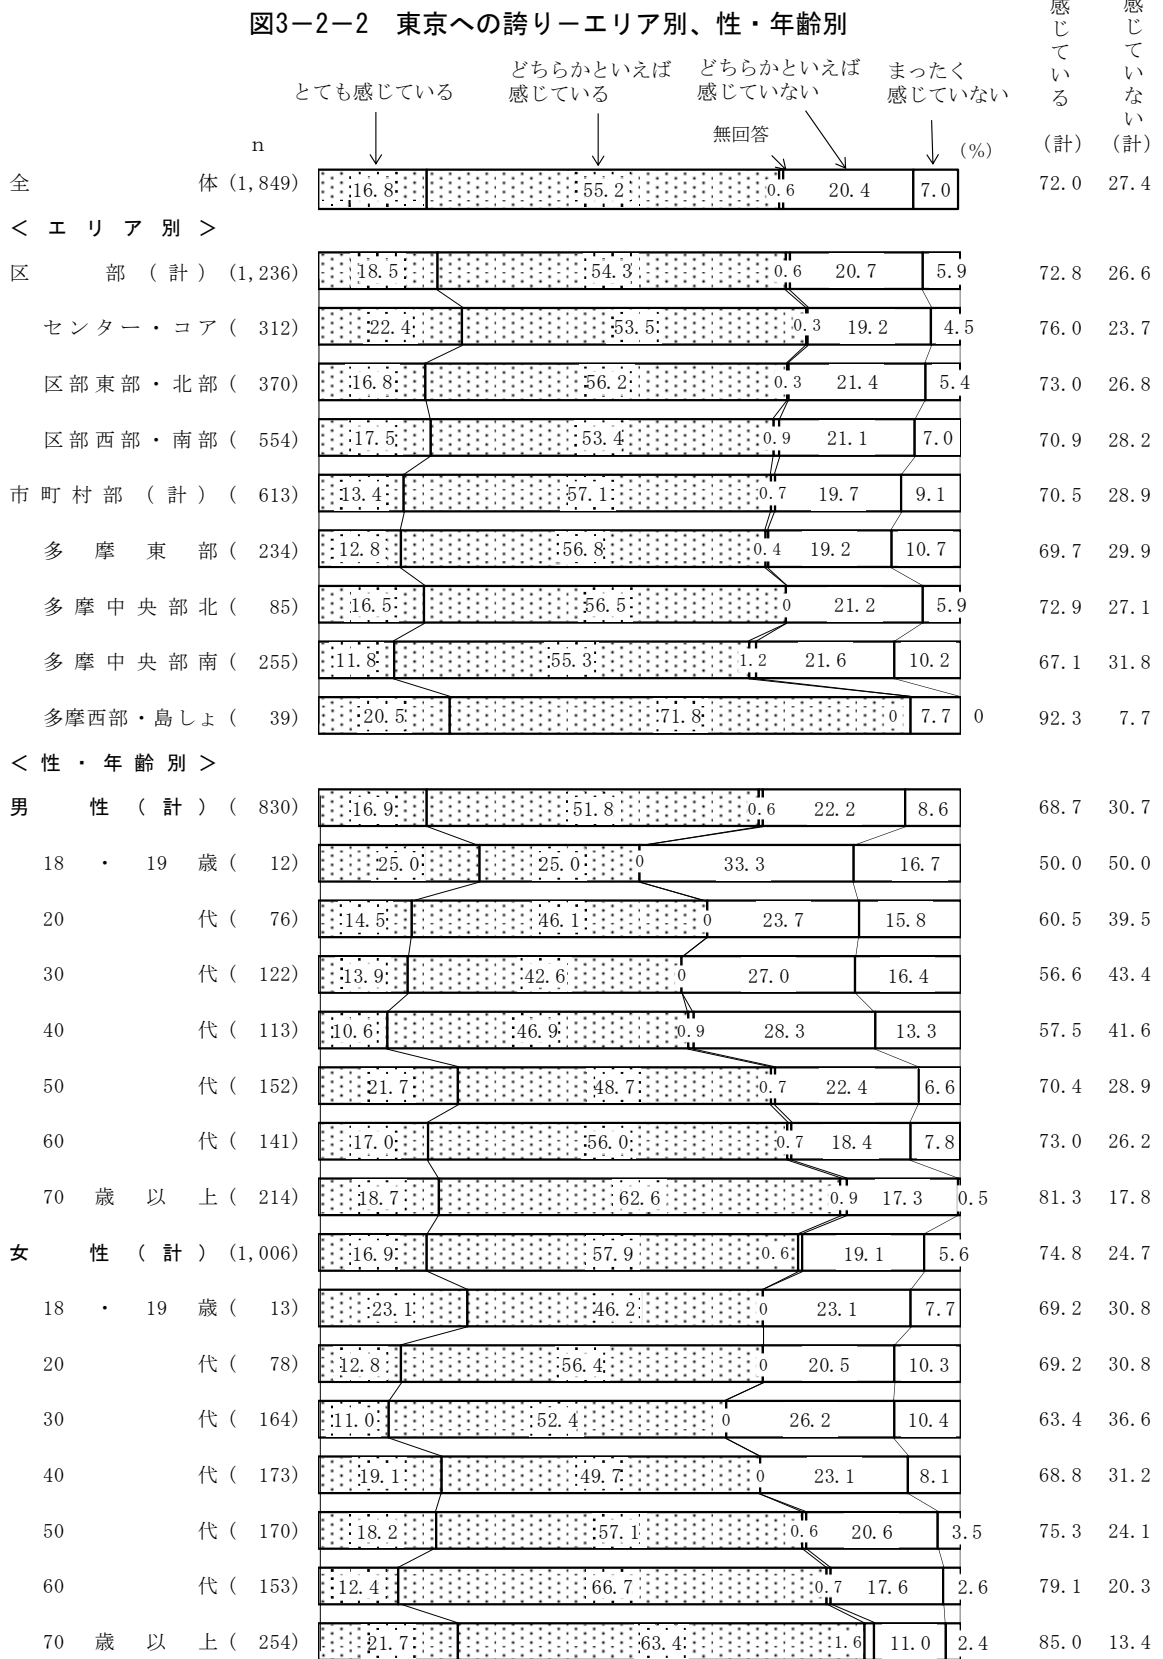 図3－2－2　東京への誇り－エリア別、性・年齢別
感じている（計）
感じていない（計）
とても感じている
どちらかといえば
感じている
無回答
どちらかといえば
感じていない
まったく
感じていない
n
(%)
全体 (1,849) 16.8 55.2 0.6 20.4 7.0 72.0 27.4
＜エリア別＞
区部（計） (1,236) 18.5 54.3 0.6 20.7 5.9 72.8 26.6
センター・コア ( 312) 22.4 53.5 0.3 19.2 4.5 76.0 23.7
区部東部・北部 ( 370) 16.8 56.2 0.3 21.4 5.4 73.0 26.8
区部西部・南部 ( 554) 17.5 53.4 0.9 21.1 7.0 70.9 28.2
市町村部（計） ( 613) 13.4 57.1 0.7 19.7 9.1 70.5 28.9
多摩東部 ( 234) 12.8 56.8 0.4 19.2 10.7 69.7 29.9
多摩中央部北 ( 85) 16.5 56.5 0 21.2 5.9 72.9 27.1
多摩中央部南 ( 255) 11.8 55.3 1.2 21.6 10.2 67.1 31.8
多摩西部・島しょ ( 39) 20.5 71.8 0 7.7 0 92.3 7.7
＜性・年齢別＞
男性（計） ( 830) 16.9 51.8 0.6 22.2 8.6 68.7 30.7
18・19歳 ( 12) 25.0 25.0 0 33.3 16.7 50.0 50.0
20代 ( 76) 14.5 46.1 0 23.7 15.8 60.5 39.5
30代 ( 122) 13.9 42.6 0 27.0 16.4 56.6 43.4
40代 ( 113) 10.6 46.9 0.9 28.3 13.3 57.5 41.6
50代 ( 152) 21.7 48.7 0.7 22.4 6.6 70.4 28.9
60代 ( 141) 17.0 56.0 0.7 18.4 7.8 73.0 26.2
70歳以上 ( 214) 18.7 62.6 0.9 17.3 0.5 81.3 17.8
女性（計） (1,006) 16.9 57.9 0.6 19.1 5.6 74.8 24.7
18・19歳 ( 13) 23.1 46.2 0 23.1 7.7 69.2 30.8
20代 ( 78) 12.8 56.4 0 20.5 10.3 69.2 30.8
30代 ( 164) 11.0 52.4 0 26.2 10.4 63.4 36.6
40代 ( 173) 19.1 49.7 0 23.1 8.1 68.8 31.2
50代 ( 170) 18.2 57.1 0.6 20.6 3.5 75.3 24.1
60代 ( 153) 12.4 66.7 0.7 17.6 2.6 79.1 20.3
70歳以上 ( 254) 21.7 63.4 1.6 11.0 2.4 85.0 13.4